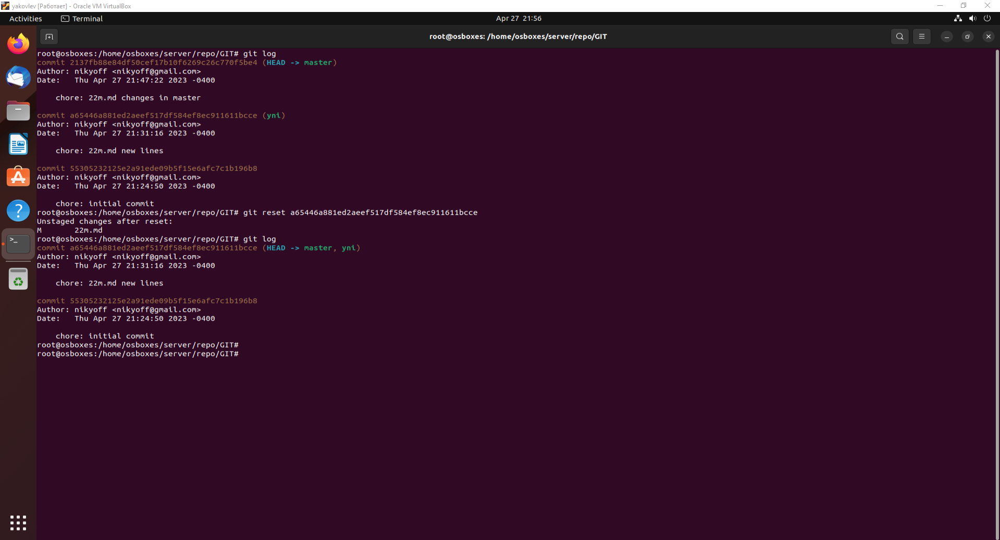 yakovlev [Работает] - Oracle VM VirtualBox
Activities Terminal Apr 27 21:56
root@osboxes: /home/osboxes/server/repo/GIT
root@osboxes:/home/osboxes/server/repo/GIT# git log
commit 2137fb88e84df50cef17b10f6269c26c770f5be4 (HEAD -> master)
Author: nikyoff <nikyoff@gmail.com>
Date:   Thu Apr 27 21:47:22 2023 -0400
    chore: 22m.md changes in master
commit a65446a881ed2aeef517df584ef8ec911611bcce (yni)
Author: nikyoff <nikyoff@gmail.com>
Date:   Thu Apr 27 21:31:16 2023 -0400
    chore: 22m.md new lines
commit 55305232125e2a91ede09b5f15e6afc7c1b196b8
Author: nikyoff <nikyoff@gmail.com>
Date:   Thu Apr 27 21:24:50 2023 -0400
    chore: initial commit
root@osboxes:/home/osboxes/server/repo/GIT# git reset a65446a881ed2aeef517df584ef8ec911611bcce
Unstaged changes after reset:
M       22m.md
root@osboxes:/home/osboxes/server/repo/GIT# git log
commit a65446a881ed2aeef517df584ef8ec911611bcce (HEAD -> master, yni)
Author: nikyoff <nikyoff@gmail.com>
Date:   Thu Apr 27 21:31:16 2023 -0400
    chore: 22m.md new lines
commit 55305232125e2a91ede09b5f15e6afc7c1b196b8
Author: nikyoff <nikyoff@gmail.com>
Date:   Thu Apr 27 21:24:50 2023 -0400
    chore: initial commit
root@osboxes:/home/osboxes/server/repo/GIT#
root@osboxes:/home/osboxes/server/repo/GIT#